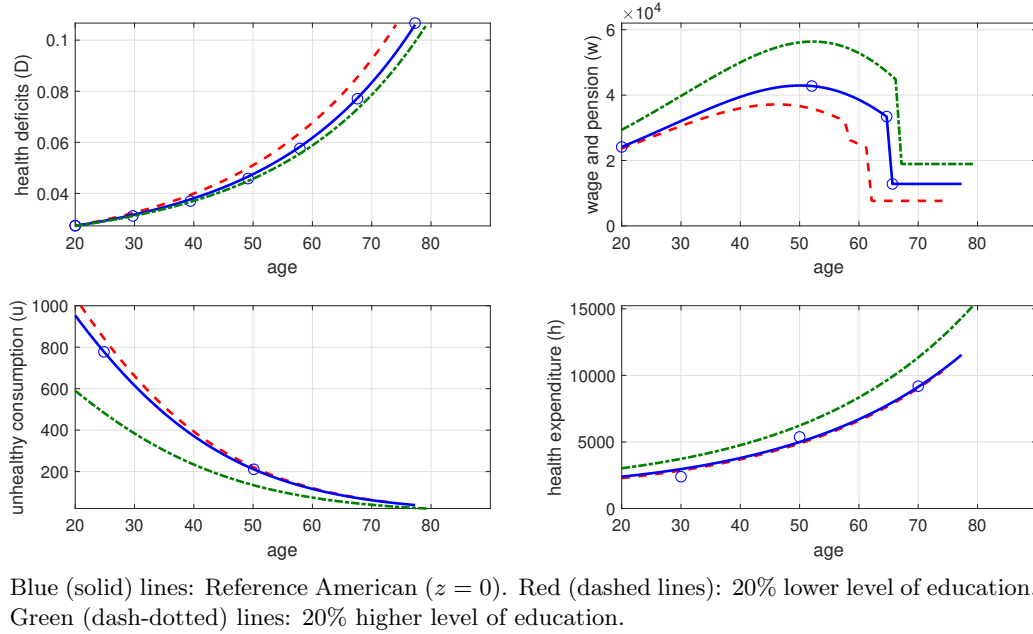 0.1
0.08
0.06
0.04
20 30 40 50 60 70 80
health deficits (D)
age
×10⁴
6
4
2
0
20 30 40 50 60 70 80
wage and pension (w)
age
1000
800
600
400
200
20 30 40 50 60 70 80
unhealthy consumption (u)
age
15000
10000
5000
0
20 30 40 50 60 70 80
health expenditure (h)
age
Blue (solid) lines: Reference American (z = 0). Red (dashed lines): 20% lower level of education.
Green (dash-dotted) lines: 20% higher level of education.